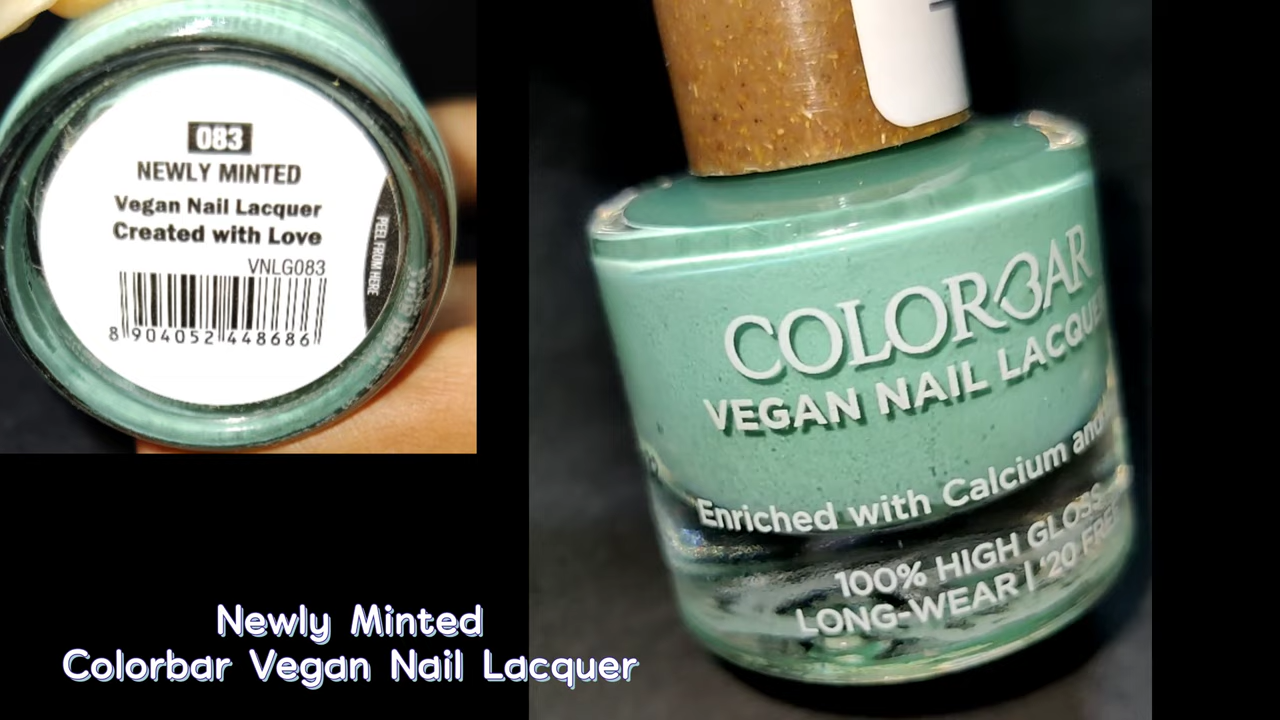 083
NEWLY MINTED
Vegan Nail Lacquer
Created with Love
VNLG083
8 904052 448686
PEEL FROM HERE
COLORBAR
VEGAN NAIL LACQUER
Enriched with Calcium and
100% HIGH GLOSS
LONG-WEAR | '20 FREE
Newly Minted
Colorbar Vegan Nail Lacquer